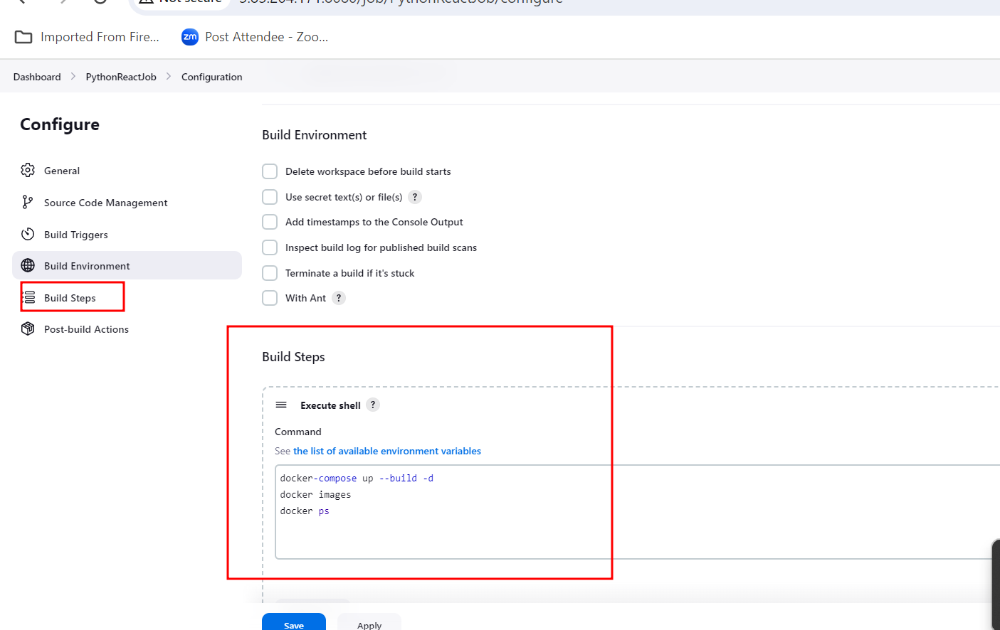 Imported From Fire...
Post Attendee - Zoo...
Dashboard > PythonReactJob > Configuration
Configure
General
Source Code Management
Build Triggers
Build Environment
Build Steps
Post-build Actions
Build Environment
Delete workspace before build starts
Use secret text(s) or file(s) ?
Add timestamps to the Console Output
Inspect build log for published build scans
Terminate a build if it's stuck
With Ant ?
Build Steps
Execute shell ?
Command
See the list of available environment variables
docker-compose up --build -d
docker images
docker ps
Save
Apply